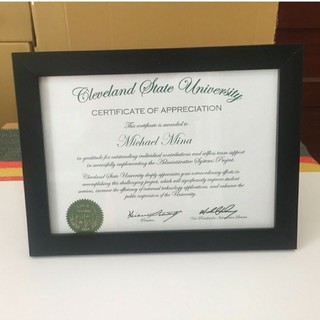 Cleveland State University
CERTIFICATE OF APPRECIATION
This certificate is awarded to
Michael Mina
in gratitude for outstanding individual contributions and selfless team support
in successfully implementing the Administrative Systems Project.
Cleveland State University deeply appreciates your extraordinary efforts in
accomplishing this challenging project, which will significantly improve student
services, increase the efficiency of internal technology applications, and enhance the
public impression of the University.